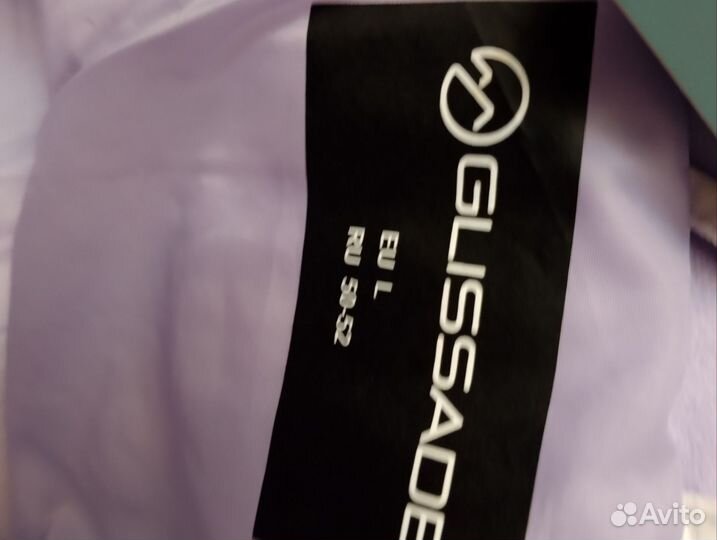 GLISSADE
EU L
RU 50-52
Avito